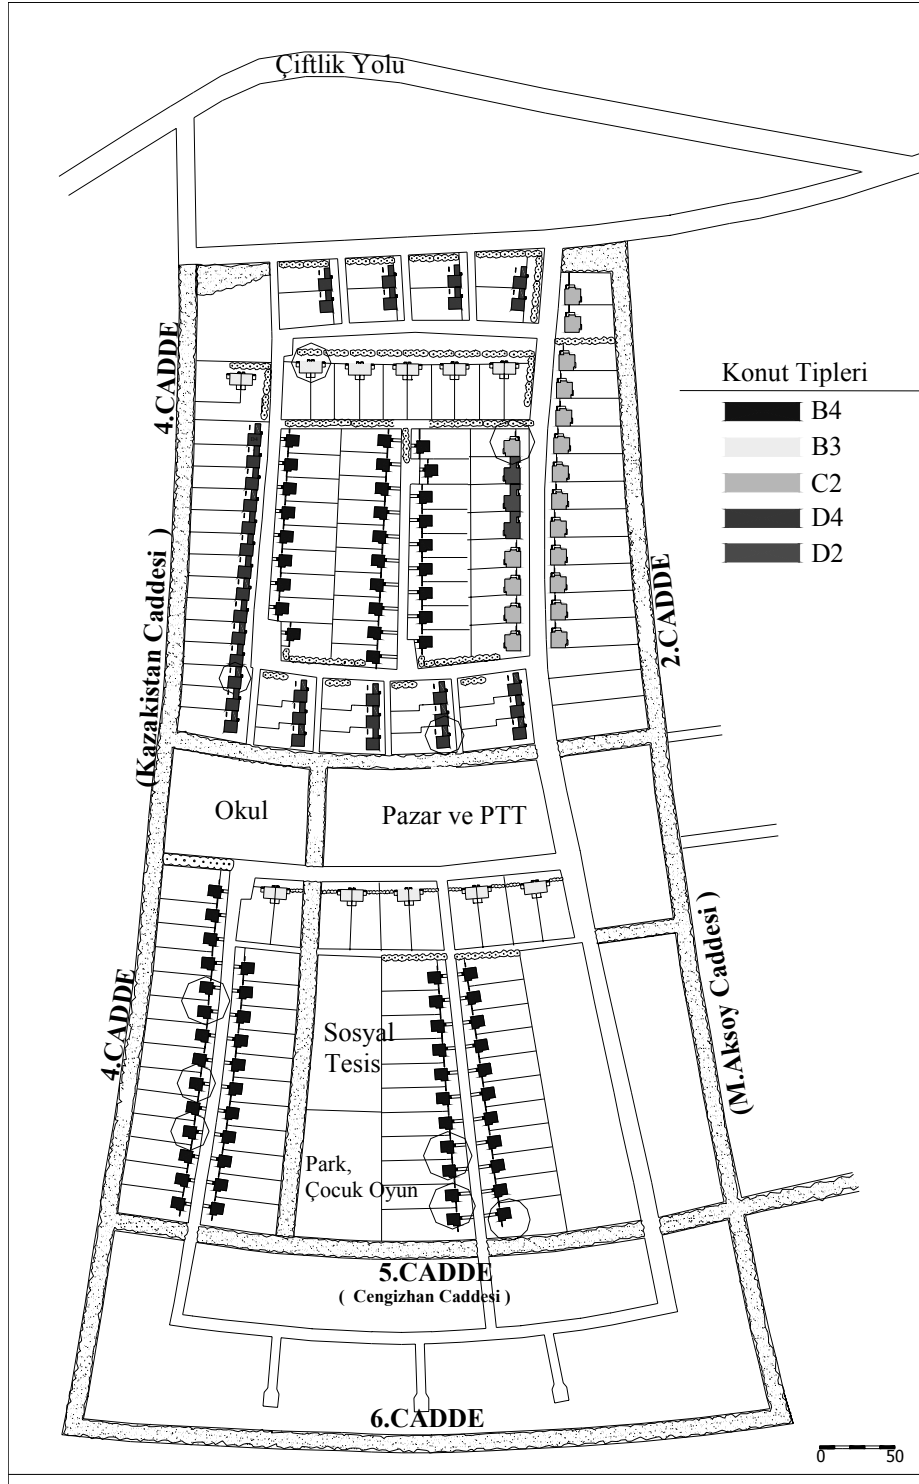 Çiftlik Yolu
4.CADDE
Konut Tipleri
B4
B3
C2
D4
D2
(Kazakistan Caddesi )
2.CADDE
Okul
Pazar ve PTT
4.CADDE
(M.Aksoy Caddesi )
Sosyal
Tesis
Park,
Çocuk Oyun
5.CADDE
( Cengizhan Caddesi )
6.CADDE
0 50